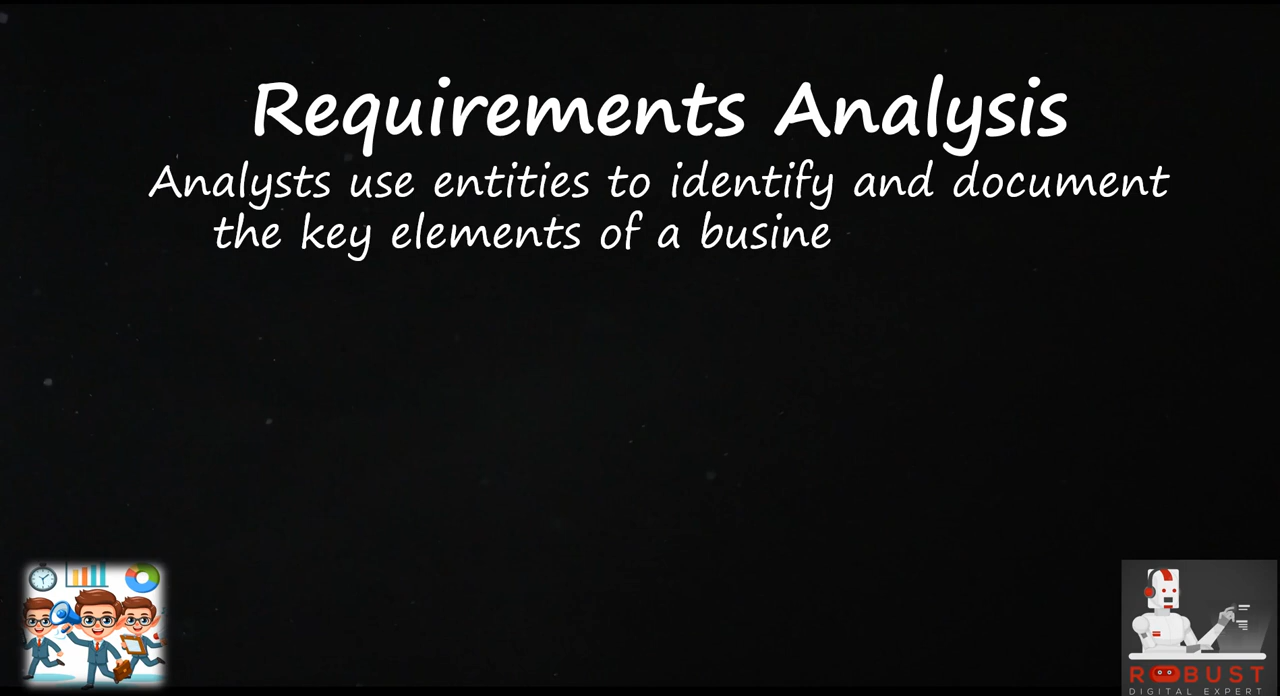 Requirements Analysis
Analysts use entities to identify and document
the key elements of a busine
ROBUST
DIGITAL EXPERT